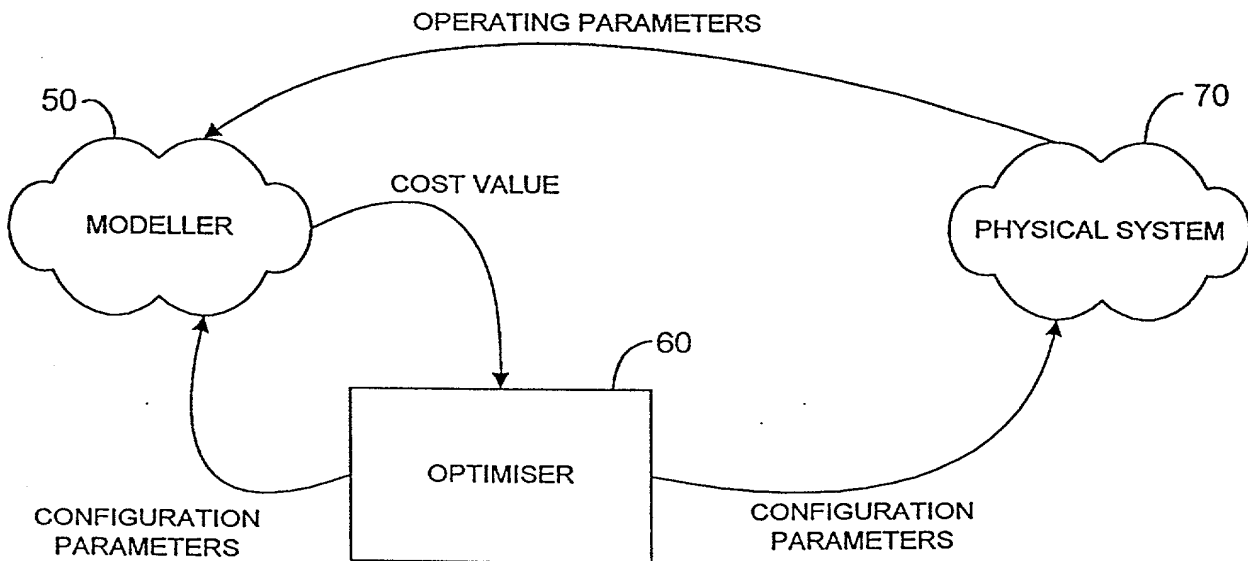 OPERATING PARAMETERS
50
70
COST VALUE
MODELLER
PHYSICAL SYSTEM
60
OPTIMISER
CONFIGURATION
PARAMETERS
CONFIGURATION
PARAMETERS